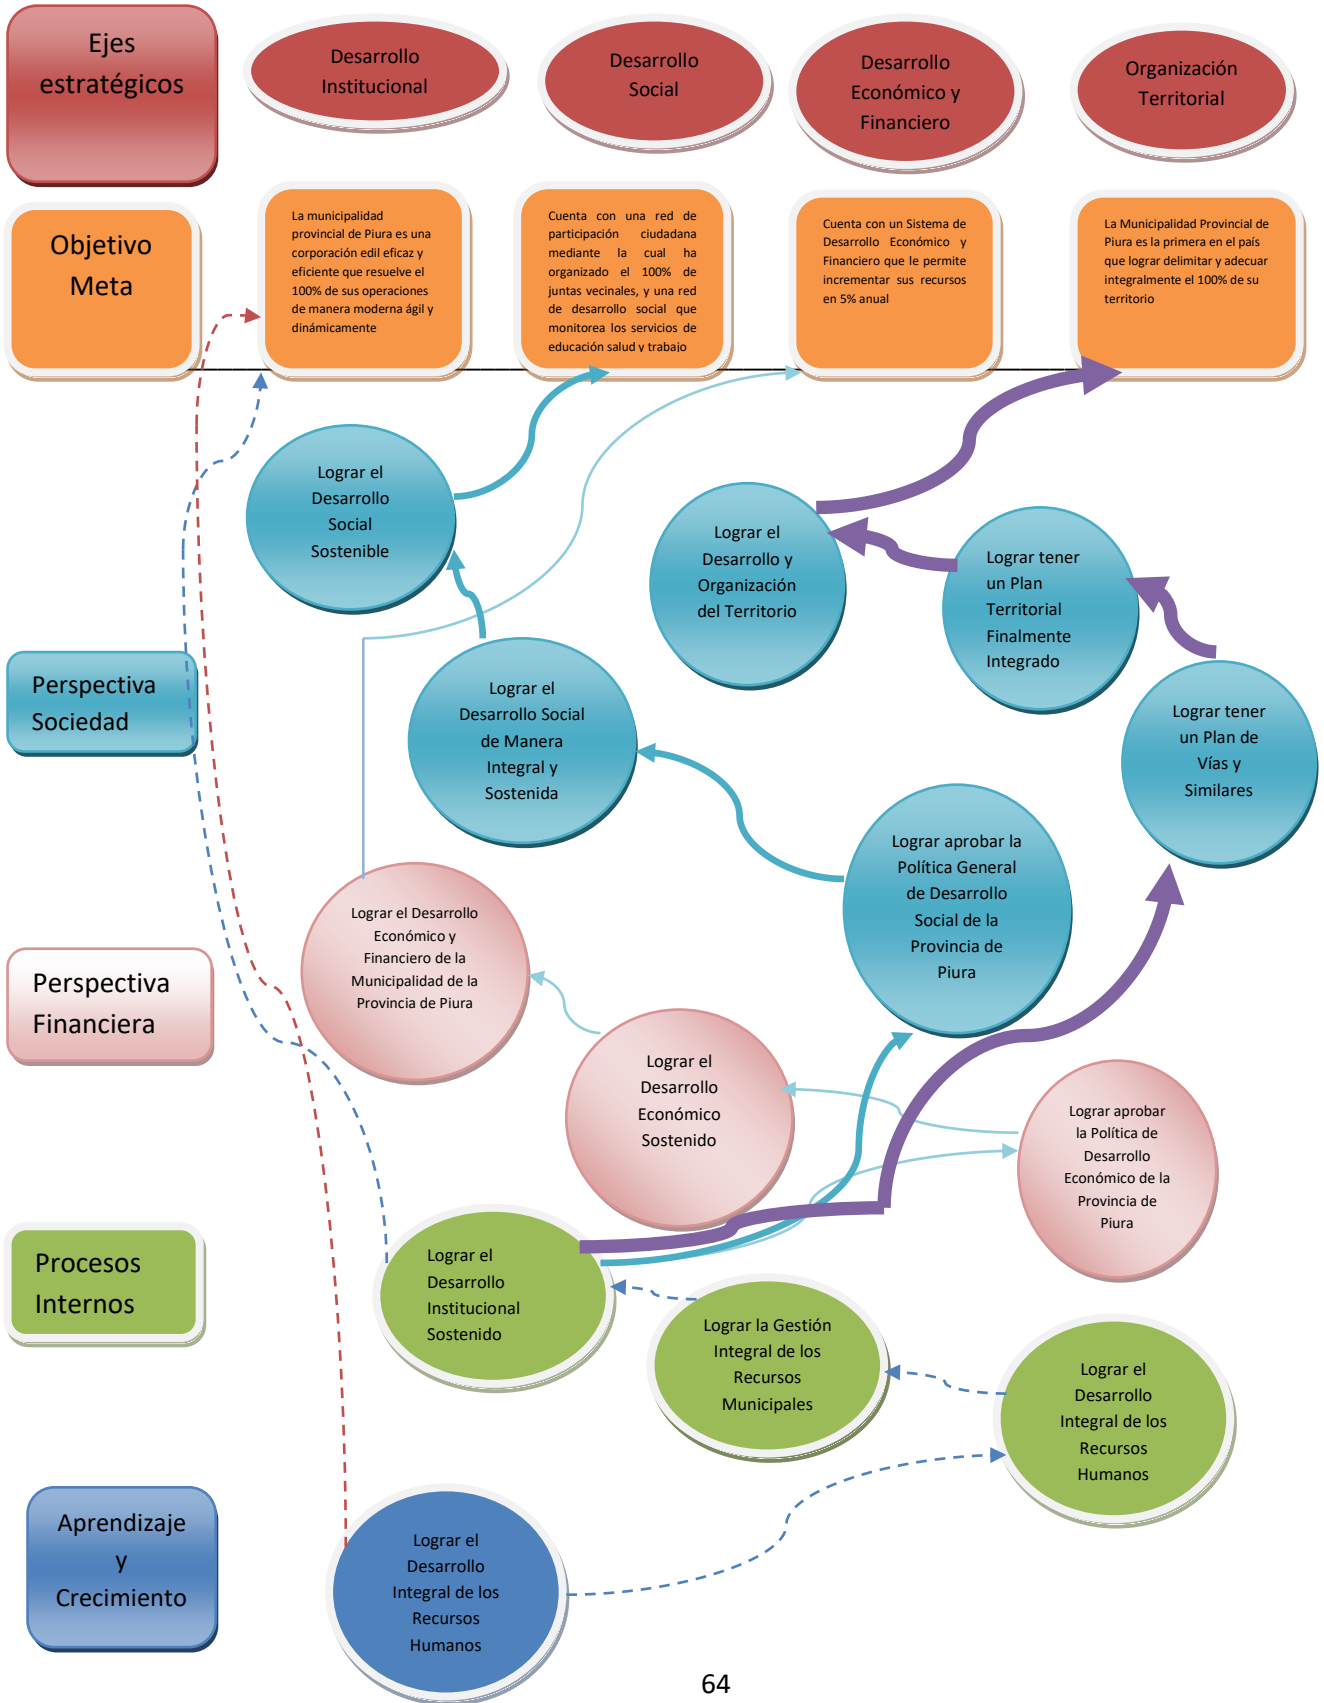 Ejes
estratégicos
Desarrollo
Institucional
Desarrollo
Social
Desarrollo
Económico y
Financiero
Organización
Territorial
Objetivo
Meta
La municipalidad
provincial de Piura es una
corporación edil eficaz y
eficiente que resuelve el
100% de sus operaciones
de manera moderna ágil y
dinámicamente
Cuenta con una red de
participación ciudadana
mediante la cual ha
organizado el 100% de
juntas vecinales, y una red
de desarrollo social que
monitorea los servicios de
educación salud y trabajo
Cuenta con un Sistema de
Desarrollo Económico y
Financiero que le permite
incrementar sus recursos
en 5% anual
La Municipalidad Provincial de
Piura es la primera en el país
que lograr delimitar y adecuar
integralmente el 100% de su
territorio
Lograr el
Desarrollo
Social
Sostenible
Lograr el
Desarrollo y
Organización
del Territorio
Lograr tener
un Plan
Territorial
Finalmente
Integrado
Perspectiva
Sociedad
Lograr el
Desarrollo Social
de Manera
Integral y
Sostenida
Lograr tener
un Plan de
Vías y
Similares
Lograr aprobar la
Política General
de Desarrollo
Social de la
Provincia de
Piura
Perspectiva
Financiera
Lograr el Desarrollo
Económico y
Financiero de la
Municipalidad de la
Provincia de Piura
Lograr el
Desarrollo
Económico
Sostenido
Lograr aprobar
la Política de
Desarrollo
Económico de la
Provincia de
Piura
Procesos
Internos
Lograr el
Desarrollo
Institucional
Sostenido
Lograr la Gestión
Integral de los
Recursos
Municipales
Lograr el
Desarrollo
Integral de los
Recursos
Humanos
Aprendizaje
y
Crecimiento
Lograr el
Desarrollo
Integral de los
Recursos
Humanos
64